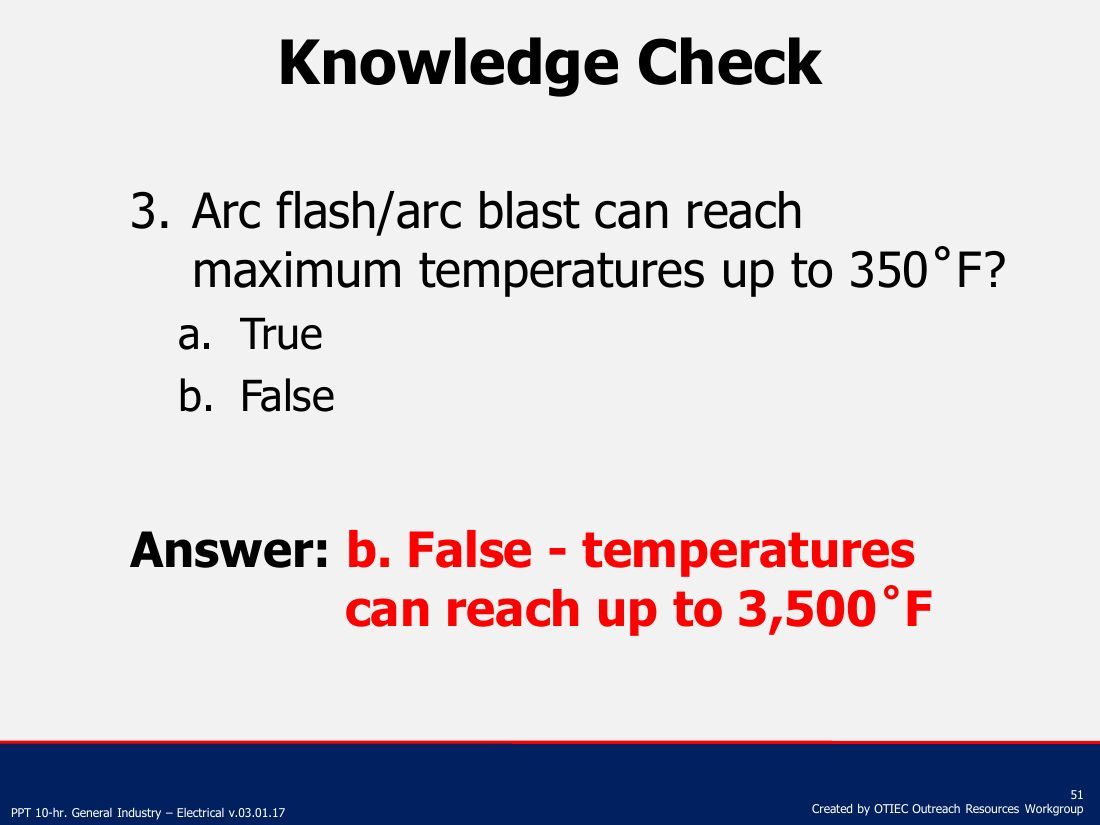 Knowledge Check
3. Arc flash/arc blast can reach
maximum temperatures up to 350˚F?
a. True
b. False
Answer: b. False - temperatures
can reach up to 3,500˚F
51
PPT 10-hr. General Industry – Electrical v.03.01.17
Created by OTIEC Outreach Resources Workgroup